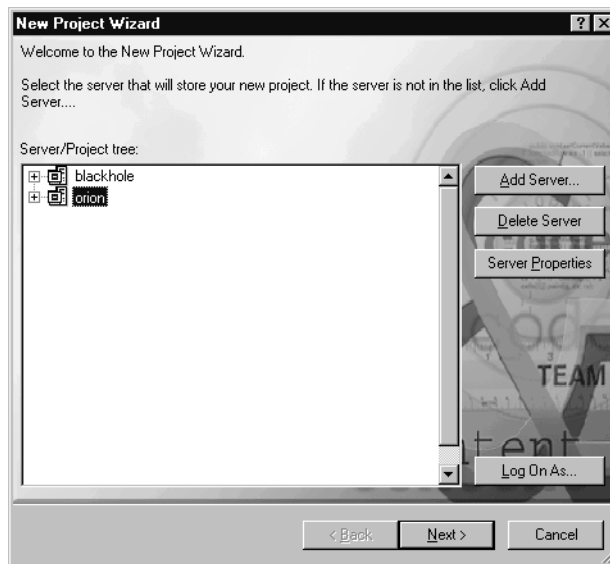 New Project Wizard
Welcome to the New Project Wizard.
Select the server that will store your new project. If the server is not in the list, click Add
Server....
Server/Project tree:
blackhole
orion
Add Server...
Delete Server
Server Properties
code
TEAM
tent
Log On As...
< Back
Next >
Cancel